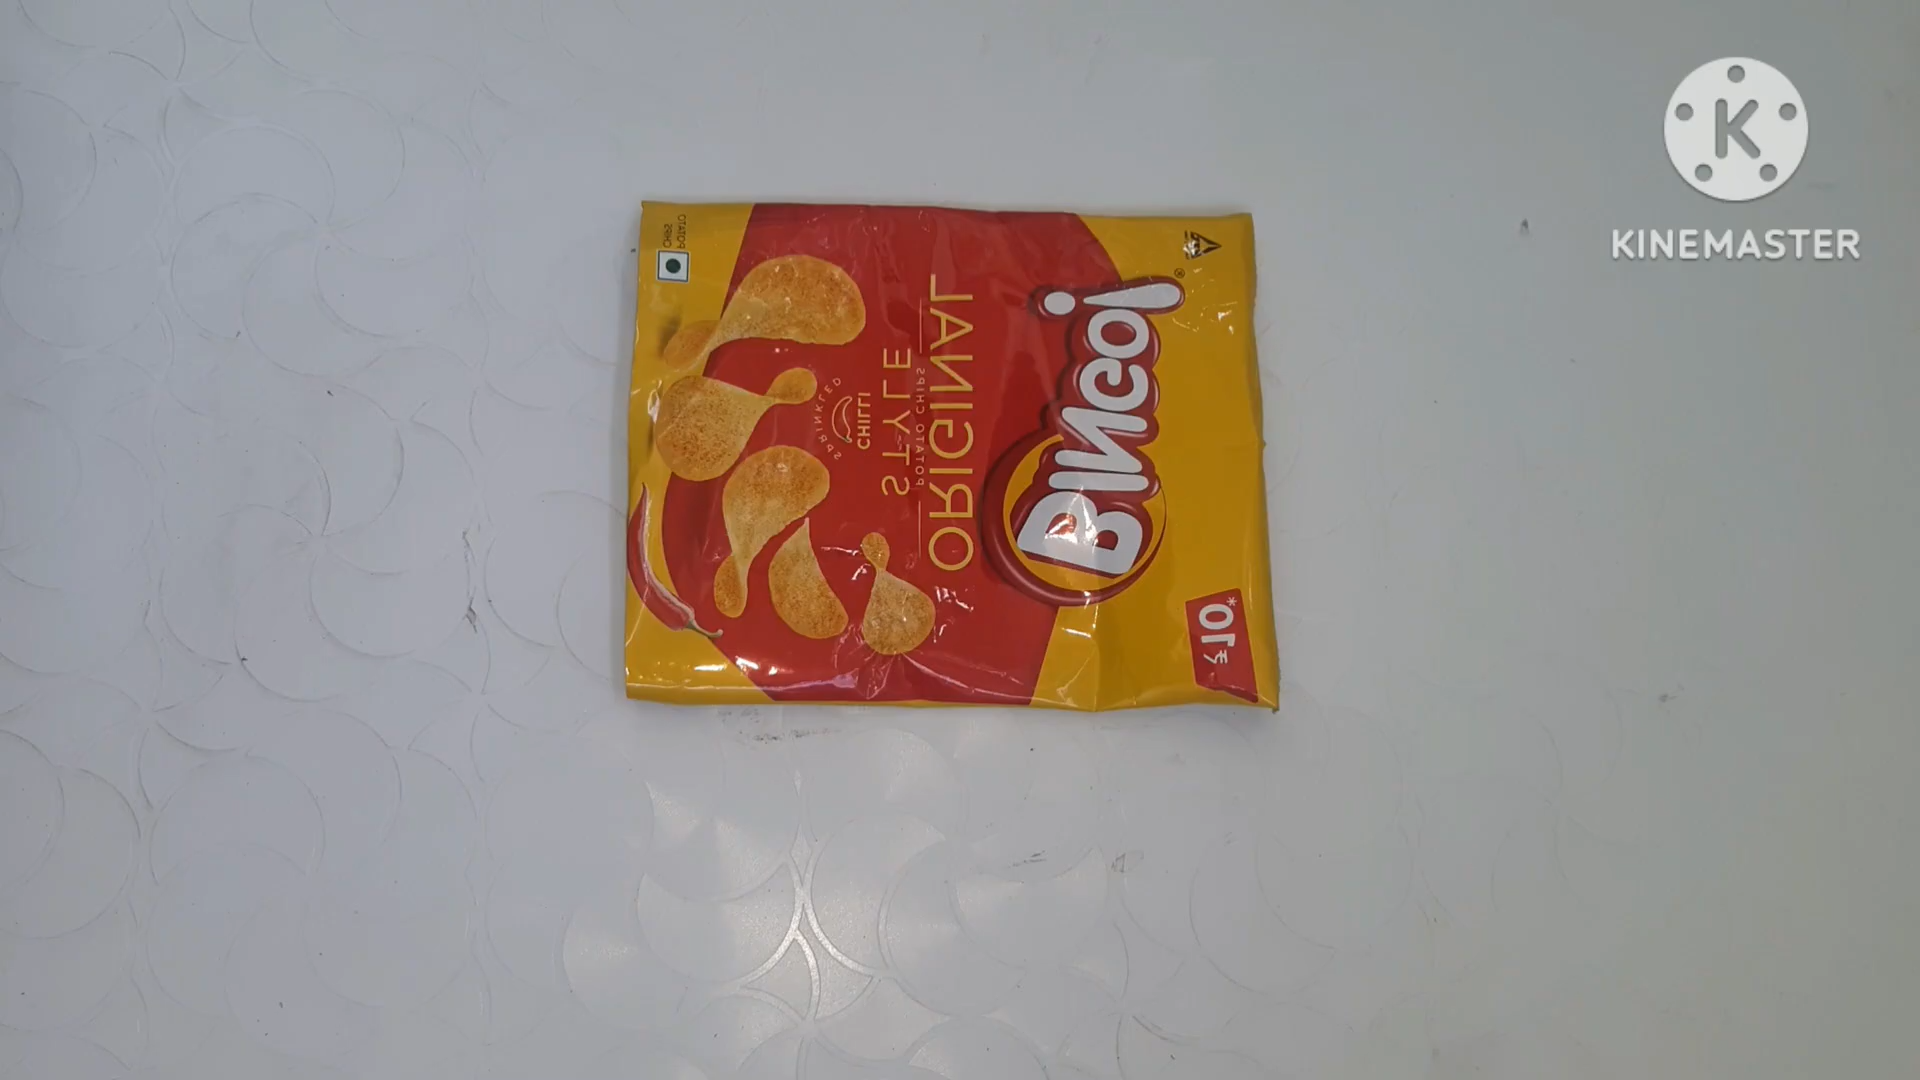 KINEMASTER
₹10*
Bingo!
®
ORIGINAL
POTATO CHIPS
STYLE
CHILLI
SPRINKLED
POTATO
CHIPS